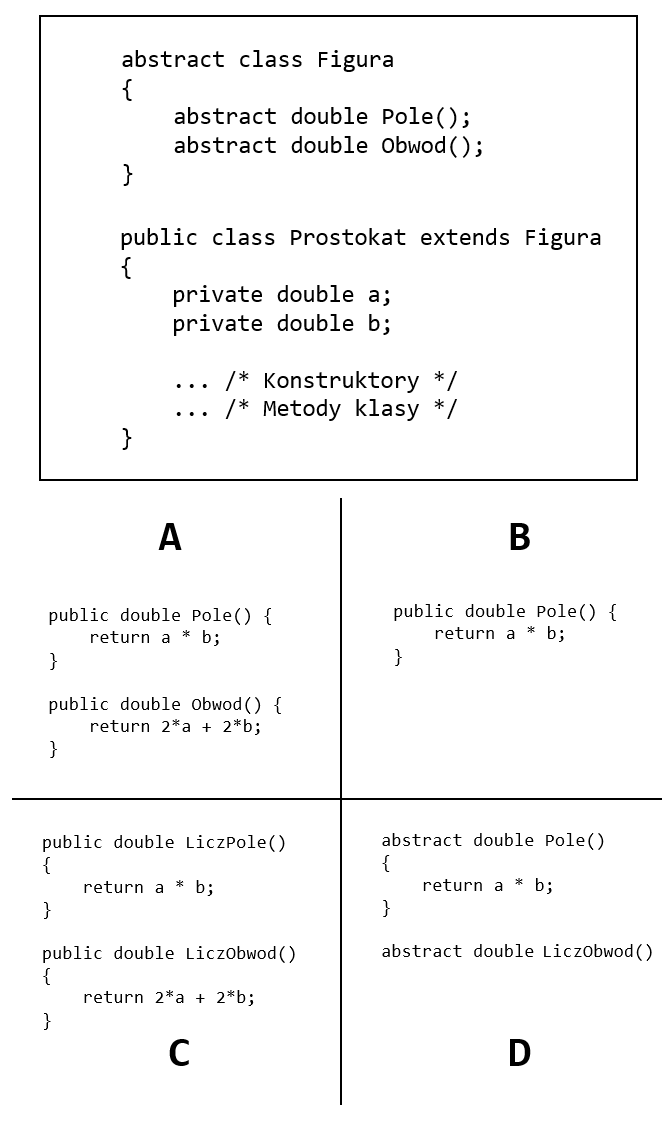 abstract class Figura
{
    abstract double Pole();
    abstract double Obwod();
}
public class Prostokat extends Figura
{
    private double a;
    private double b;
    ... /* Konstruktory */
    ... /* Metody klasy */
}
A
public double Pole() {
    return a * b;
}
public double Obwod() {
    return 2*a + 2*b;
}
B
public double Pole() {
    return a * b;
}
public double LiczPole()
{
    return a * b;
}
public double LiczObwod()
{
    return 2*a + 2*b;
}
C
abstract double Pole()
{
    return a * b;
}
abstract double LiczObwod()
D